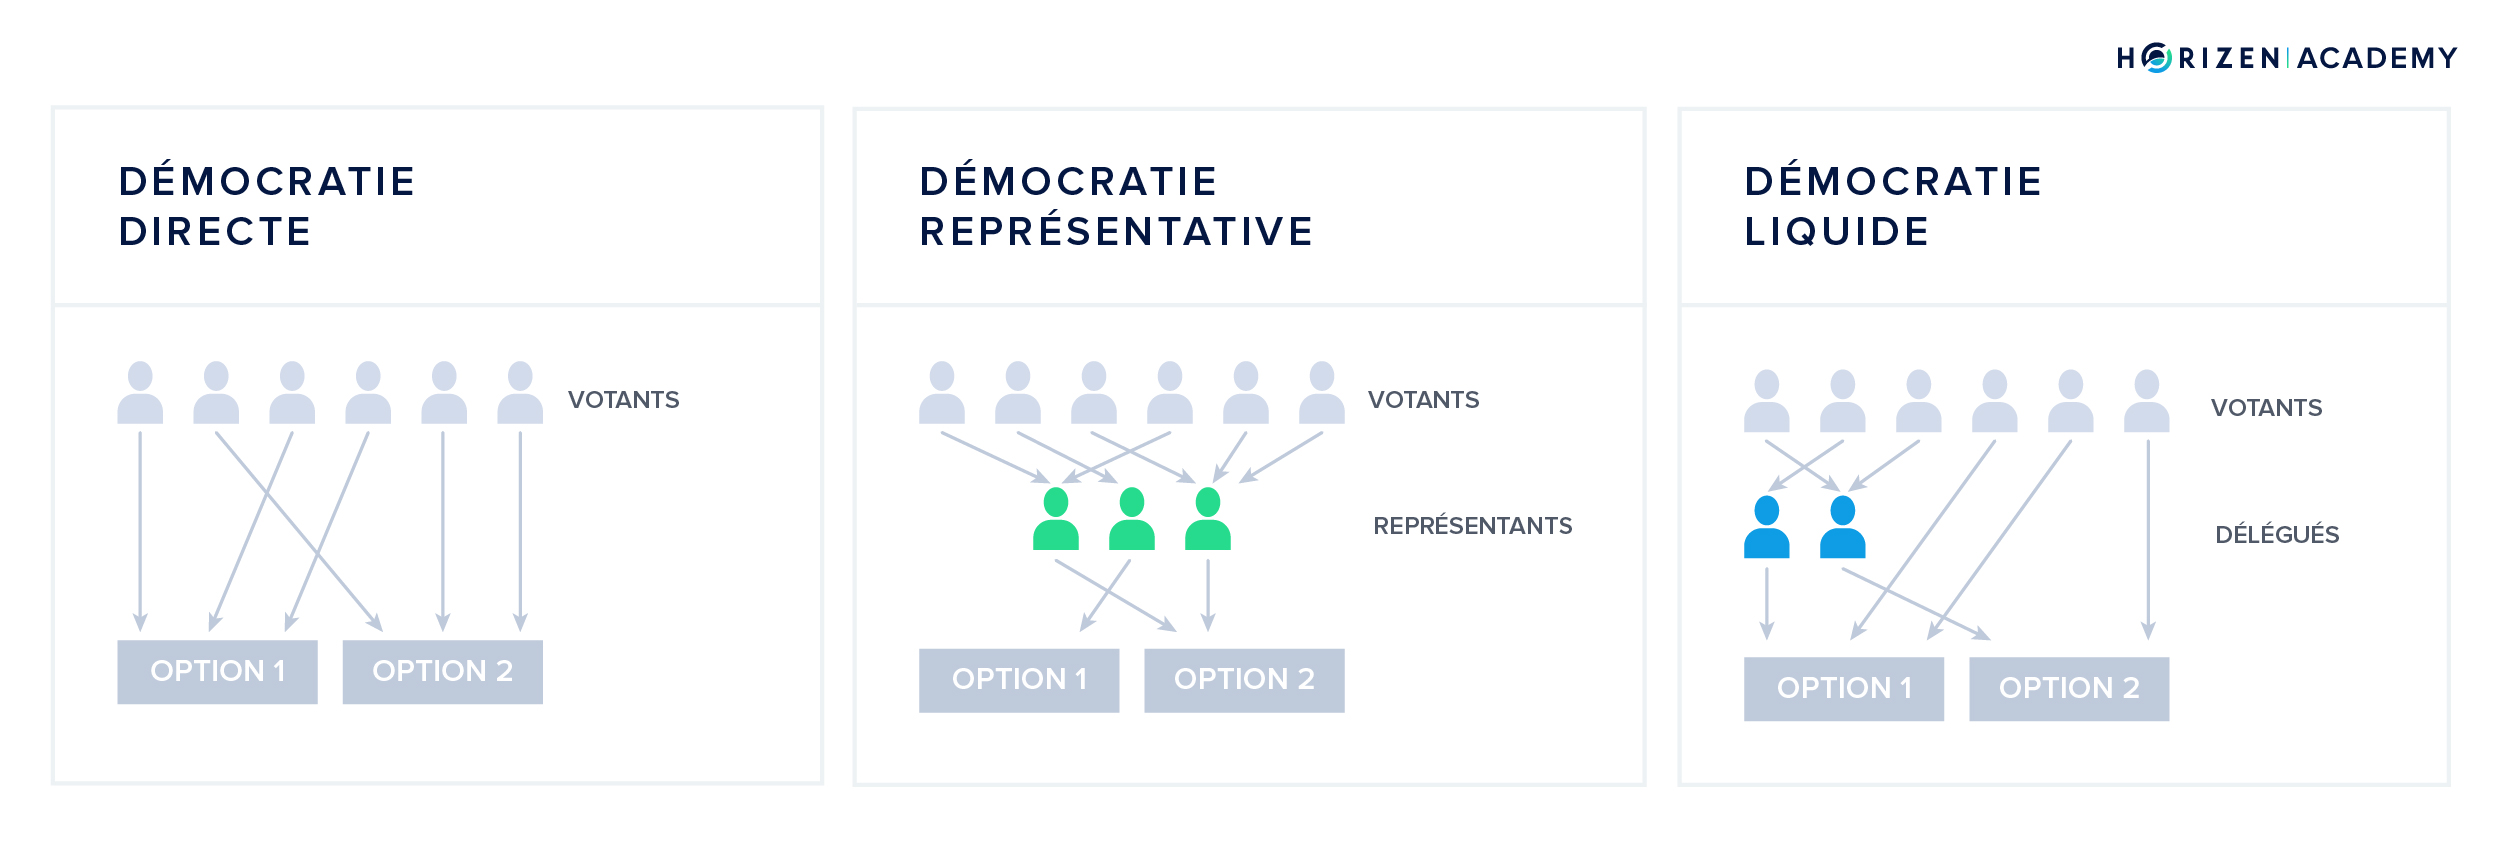 HORIZEN|ACADEMY
DÉMOCRATIE
DIRECTE
VOTANTS
OPTION 1
OPTION 2
DÉMOCRATIE
REPRÉSENTATIVE
VOTANTS
REPRÉSENTANTS
OPTION 1
OPTION 2
DÉMOCRATIE
LIQUIDE
VOTANTS
DÉLÉGUÉS
OPTION 1
OPTION 2